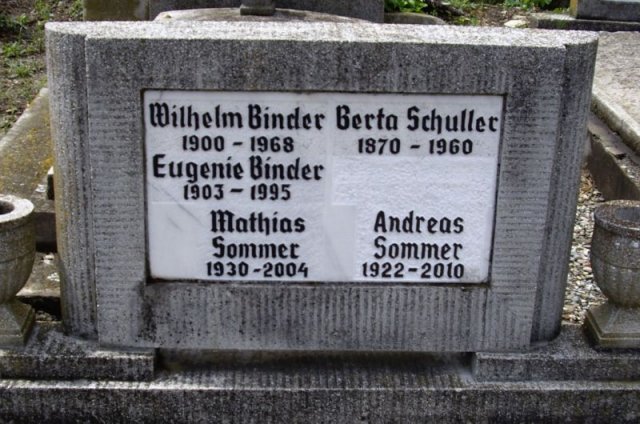 Wilhelm Binder
1900 - 1968
Eugenie Binder
1903 - 1995
Berta Schuller
1870 - 1960
Mathias
Sommer
1930 - 2004
Andreas
Sommer
1922 - 2010